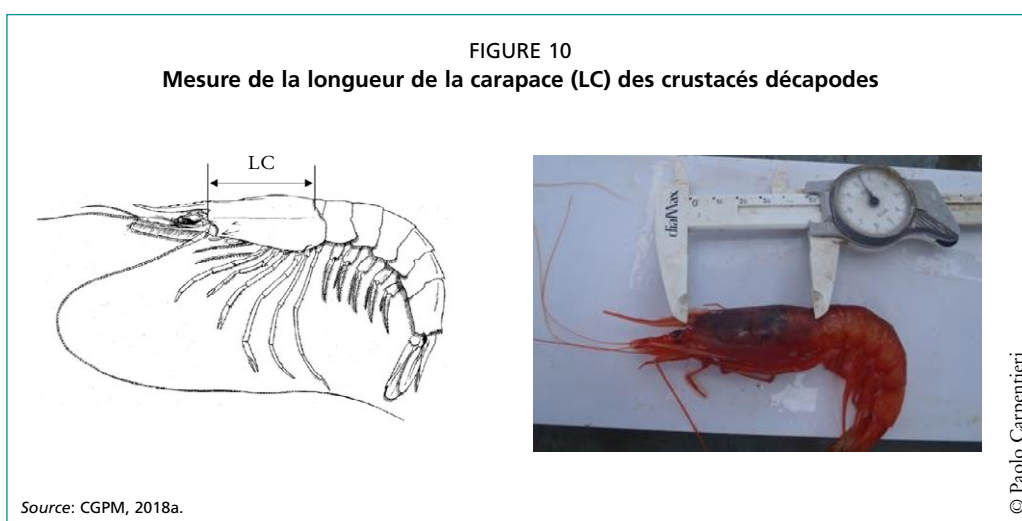 FIGURE 10
Mesure de la longueur de la carapace (LC) des crustacés décapodes
LC
dialMax
© Paolo Carpentieri
Source: CGPM, 2018a.